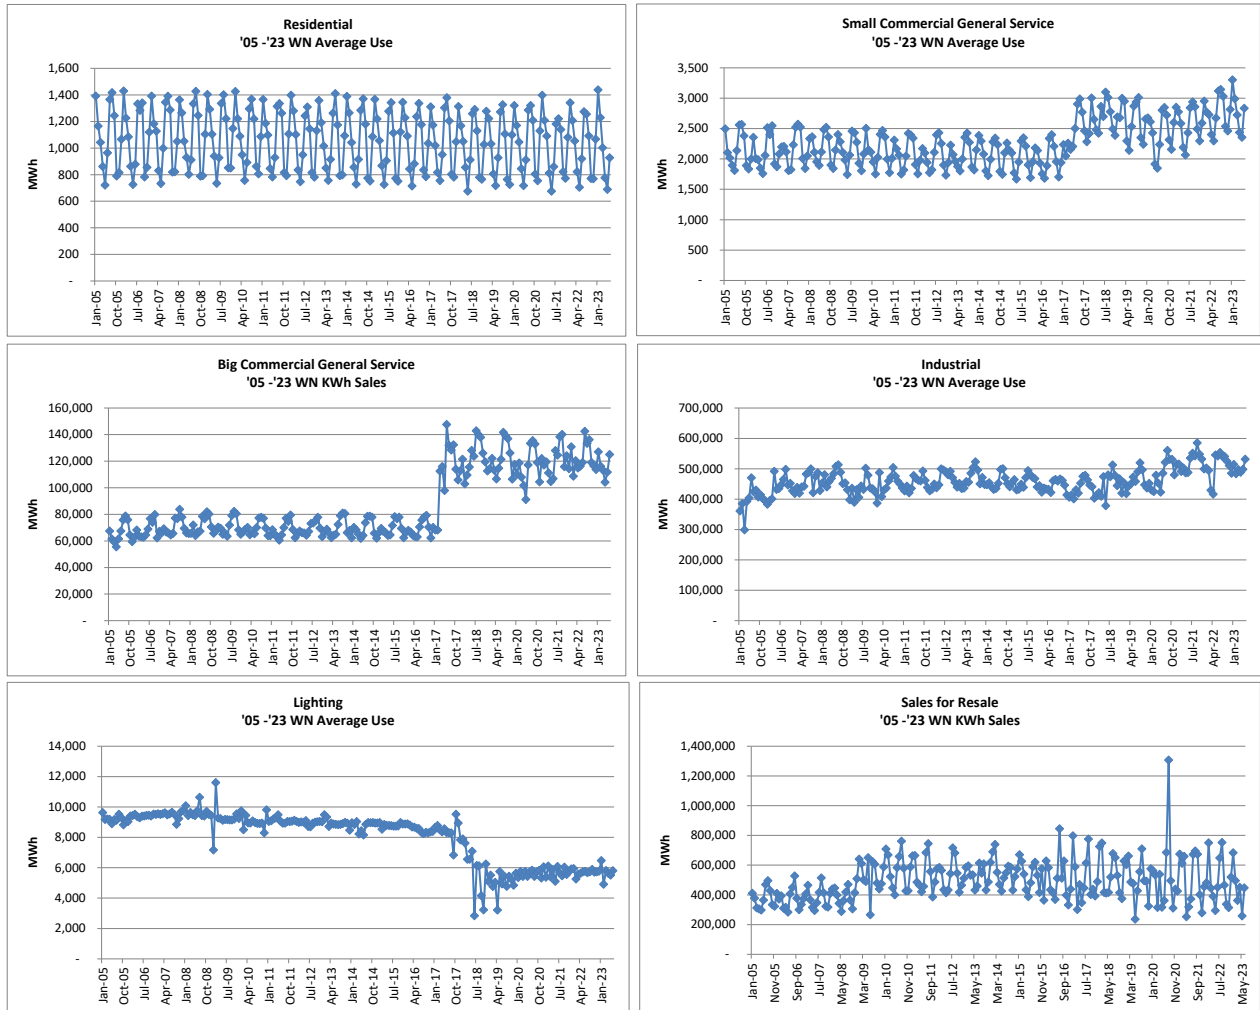 Residential
'05 -'23 WN Average Use
MWh
1,600
1,400
1,200
1,000
800
600
400
200
-
Jan-05
Oct-05
Jul-06
Apr-07
Jan-08
Oct-08
Jul-09
Apr-10
Jan-11
Oct-11
Jul-12
Apr-13
Jan-14
Oct-14
Jul-15
Apr-16
Jan-17
Oct-17
Jul-18
Apr-19
Jan-20
Oct-20
Jul-21
Apr-22
Jan-23
Small Commercial General Service
'05 -'23 WN Average Use
MWh
3,500
3,000
2,500
2,000
1,500
1,000
500
-
Jan-05
Oct-05
Jul-06
Apr-07
Jan-08
Oct-08
Jul-09
Apr-10
Jan-11
Oct-11
Jul-12
Apr-13
Jan-14
Oct-14
Jul-15
Apr-16
Jan-17
Oct-17
Jul-18
Apr-19
Jan-20
Oct-20
Jul-21
Apr-22
Jan-23
Big Commercial General Service
'05 -'23 WN KWh Sales
MWh
160,000
140,000
120,000
100,000
80,000
60,000
40,000
20,000
-
Jan-05
Oct-05
Jul-06
Apr-07
Jan-08
Oct-08
Jul-09
Apr-10
Jan-11
Oct-11
Jul-12
Apr-13
Jan-14
Oct-14
Jul-15
Apr-16
Jan-17
Oct-17
Jul-18
Apr-19
Jan-20
Oct-20
Jul-21
Apr-22
Jan-23
Industrial
'05 -'23 WN Average Use
MWh
700,000
600,000
500,000
400,000
300,000
200,000
100,000
-
Jan-05
Oct-05
Jul-06
Apr-07
Jan-08
Oct-08
Jul-09
Apr-10
Jan-11
Oct-11
Jul-12
Apr-13
Jan-14
Oct-14
Jul-15
Apr-16
Jan-17
Oct-17
Jul-18
Apr-19
Jan-20
Oct-20
Jul-21
Apr-22
Jan-23
Lighting
'05 -'23 WN Average Use
MWh
14,000
12,000
10,000
8,000
6,000
4,000
2,000
-
Jan-05
Oct-05
Jul-06
Apr-07
Jan-08
Oct-08
Jul-09
Apr-10
Jan-11
Oct-11
Jul-12
Apr-13
Jan-14
Oct-14
Jul-15
Apr-16
Jan-17
Oct-17
Jul-18
Apr-19
Jan-20
Oct-20
Jul-21
Apr-22
Jan-23
Sales for Resale
'05 -'23 WN KWh Sales
MWh
1,400,000
1,200,000
1,000,000
800,000
600,000
400,000
200,000
-
Jan-05
Nov-05
Sep-06
Jul-07
May-08
Mar-09
Jan-10
Nov-10
Sep-11
Jul-12
May-13
Mar-14
Jan-15
Nov-15
Sep-16
Jul-17
May-18
Mar-19
Jan-20
Nov-20
Sep-21
Jul-22
May-23